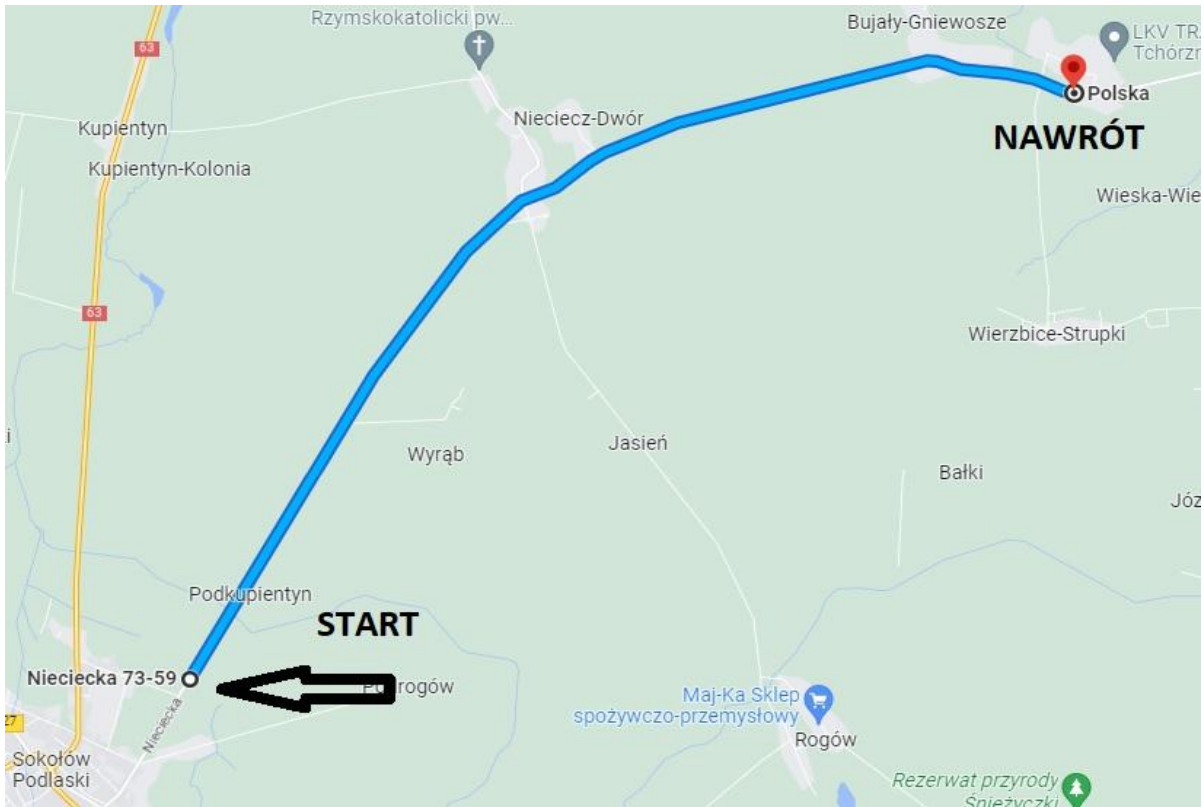 Rzymskokatolicki pw...
63
Bujały-Gniewosze
LKV TR
Tchórzn
Polska
NAWRÓT
Kupientyn
Nieciecz-Dwór
Kupientyn-Kolonia
Wieska-Wie
63
Wierzbice-Strupki
Wyrąb
Jasień
Bałki
Józ
Podkupientyn
START
Nieciecka 73-59
Nieciecka
27
Sokołów
Podlaski
Maj-Ka Sklep
spożywczo-przemysłowy
Rogów
Rezerwat przyrody
Śnieżyczki